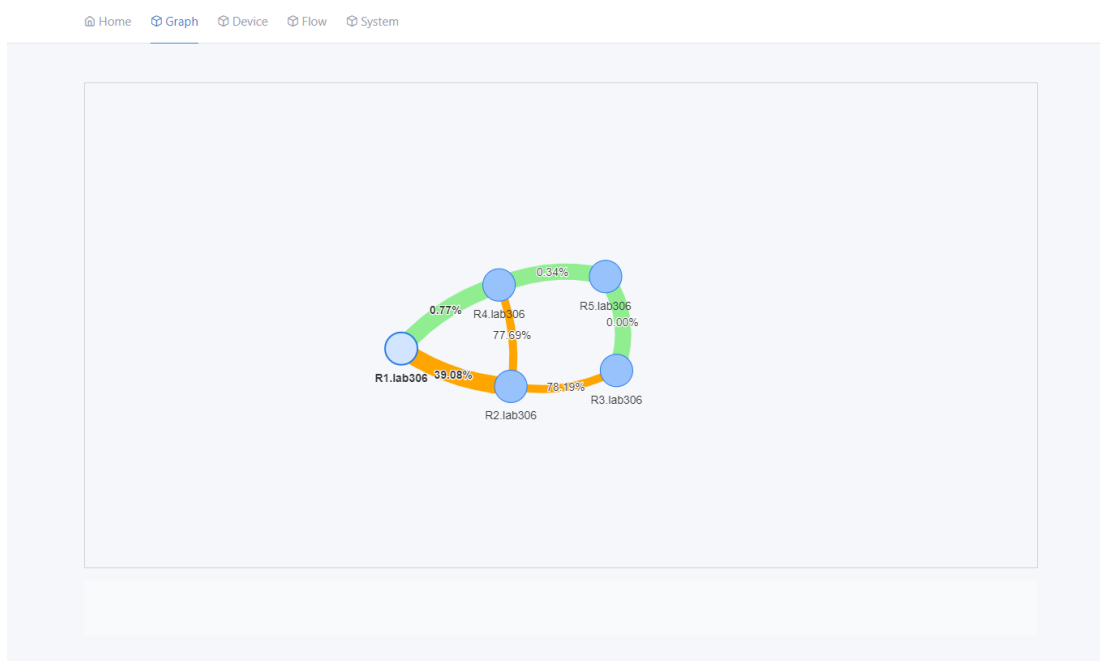 Home Graph Device Flow System
0.34%
R5.lab306
0.77%
R4.lab306
0.00%
77.69%
R1.lab306
39.08%
78.19%
R3.lab306
R2.lab306